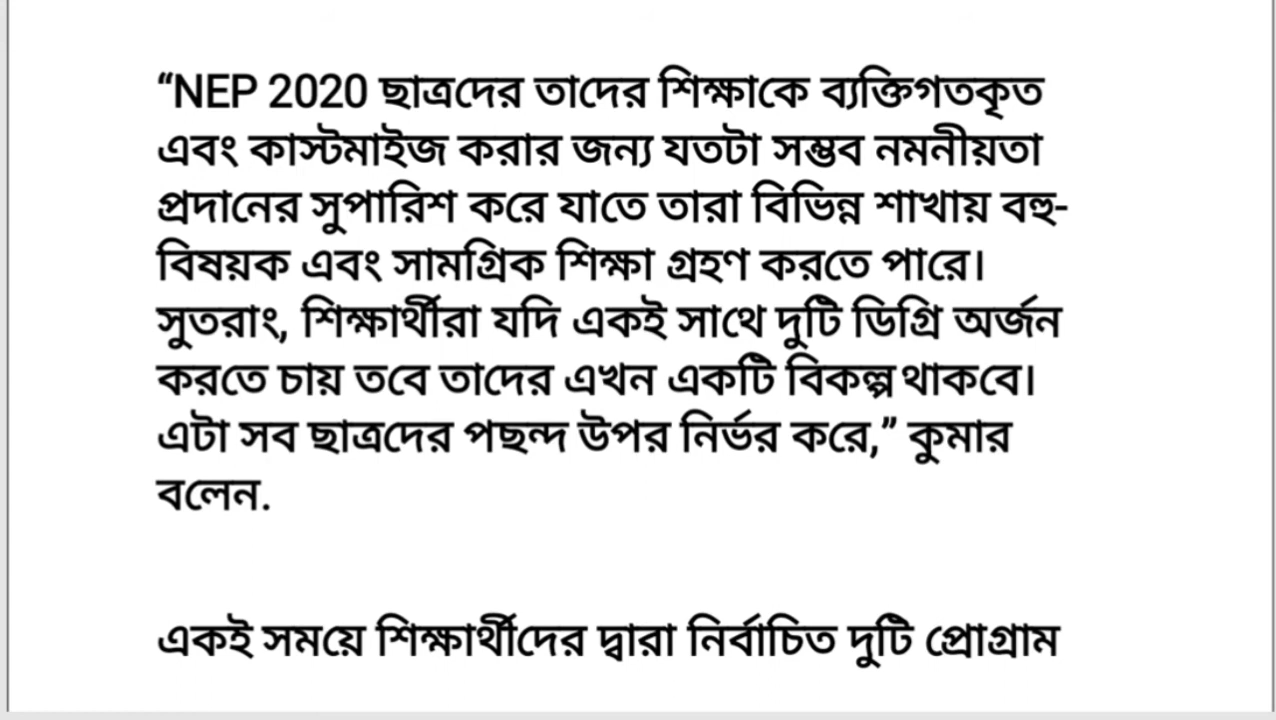 “NEP 2020 ছাত্রদের তাদের শিক্ষাকে ব্যক্তিগতকৃত
এবং কাস্টমাইজ করার জন্য যতটা সম্ভব নমনীয়তা
প্রদানের সুপারিশ করে যাতে তারা বিভিন্ন শাখায় বহু-
বিষয়ক এবং সামগ্রিক শিক্ষা গ্রহণ করতে পারে।
সুতরাং, শিক্ষার্থীরা যদি একই সাথে দুটি ডিগ্রি অর্জন
করতে চায় তবে তাদের এখন একটি বিকল্প থাকবে।
এটা সব ছাত্রদের পছন্দ উপর নির্ভর করে,” কুমার
বলেন.
একই সময়ে শিক্ষার্থীদের দ্বারা নির্বাচিত দুটি প্রোগ্রাম